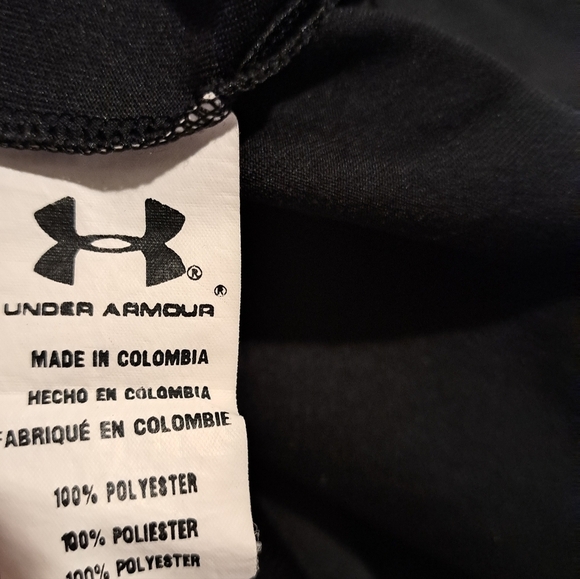 ®
®
UNDER ARMOUR
MADE IN COLOMBIA
HECHO EN COLOMBIA
FABRIQUÉ EN COLOMBIE
100% POLYESTER
100% POLIESTER
100% POLYESTER